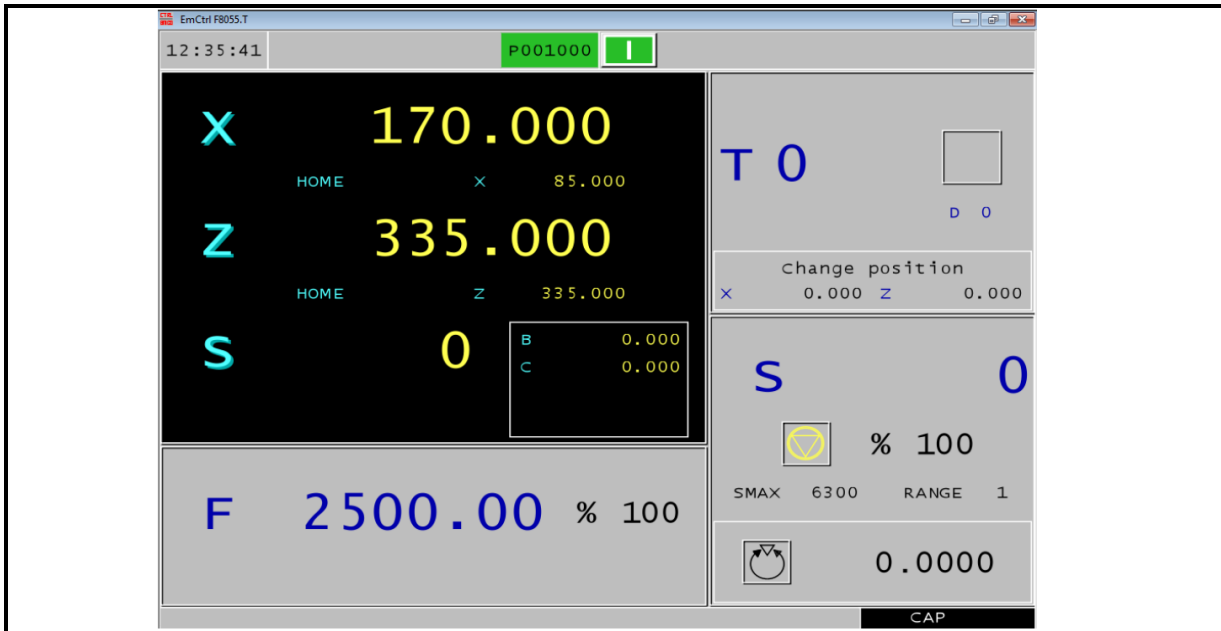 EmCtrl F8055.T
12:35:41 P001000
X 170.000
HOME X 85.000
Z 335.000
HOME Z 335.000
S 0
B 0.000
C 0.000
F 2500.00 % 100
T 0
D 0
Change position
X 0.000 Z 0.000
S 0
% 100
SMAX 6300 RANGE 1
0.0000
CAP